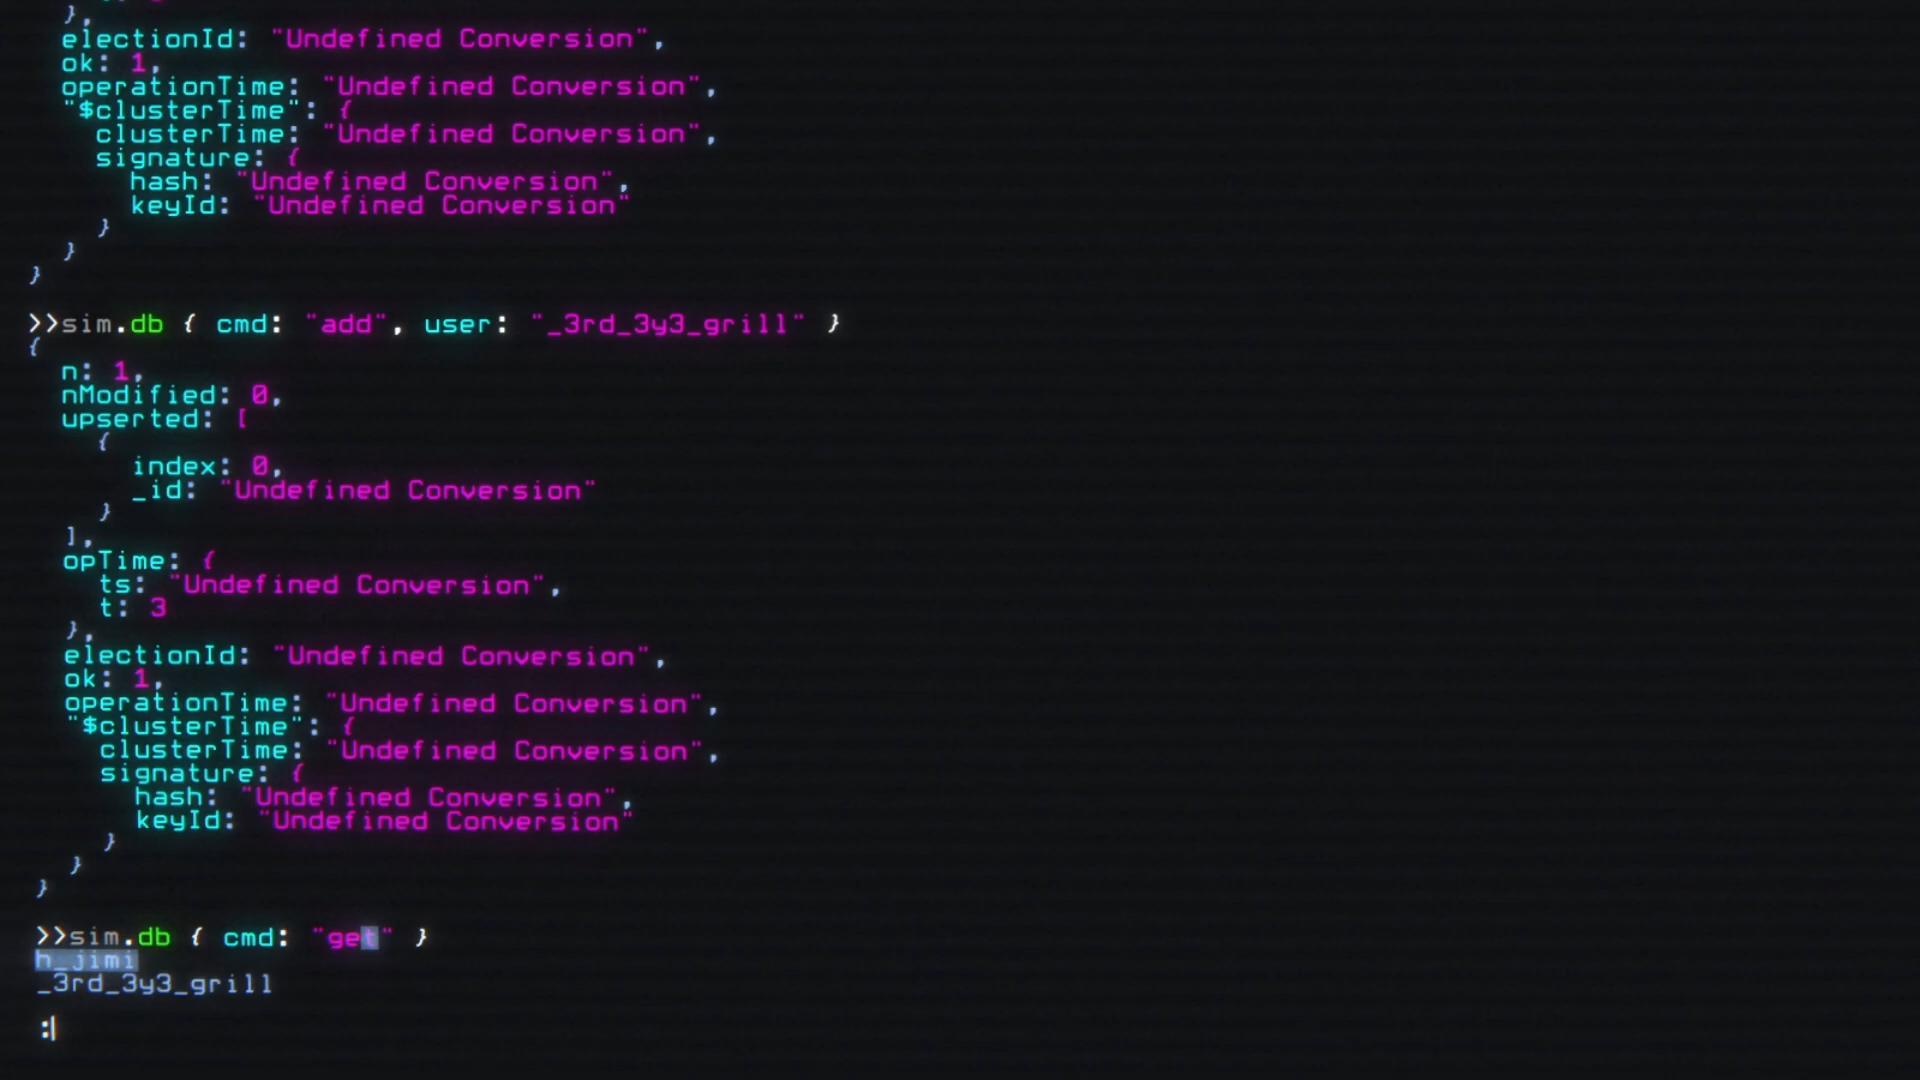 },
electionId: "Undefined Conversion",
ok: 1,
operationTime: "Undefined Conversion",
"$clusterTime": {
clusterTime: "Undefined Conversion",
signature: {
hash: "Undefined Conversion",
keyId: "Undefined Conversion"
}
}
}
>>sim.db { cmd: "add", user: "_3rd_3y3_grill" }
{
n: 1,
nModified: 0,
upserted: [
{
index: 0,
_id: "Undefined Conversion"
}
],
opTime: {
ts: "Undefined Conversion",
t: 3
},
electionId: "Undefined Conversion",
ok: 1,
operationTime: "Undefined Conversion",
"$clusterTime": {
clusterTime: "Undefined Conversion",
signature: {
hash: "Undefined Conversion",
keyId: "Undefined Conversion"
}
}
}
>>sim.db { cmd: "get" }
h_jimi
_3rd_3y3_grill
:|